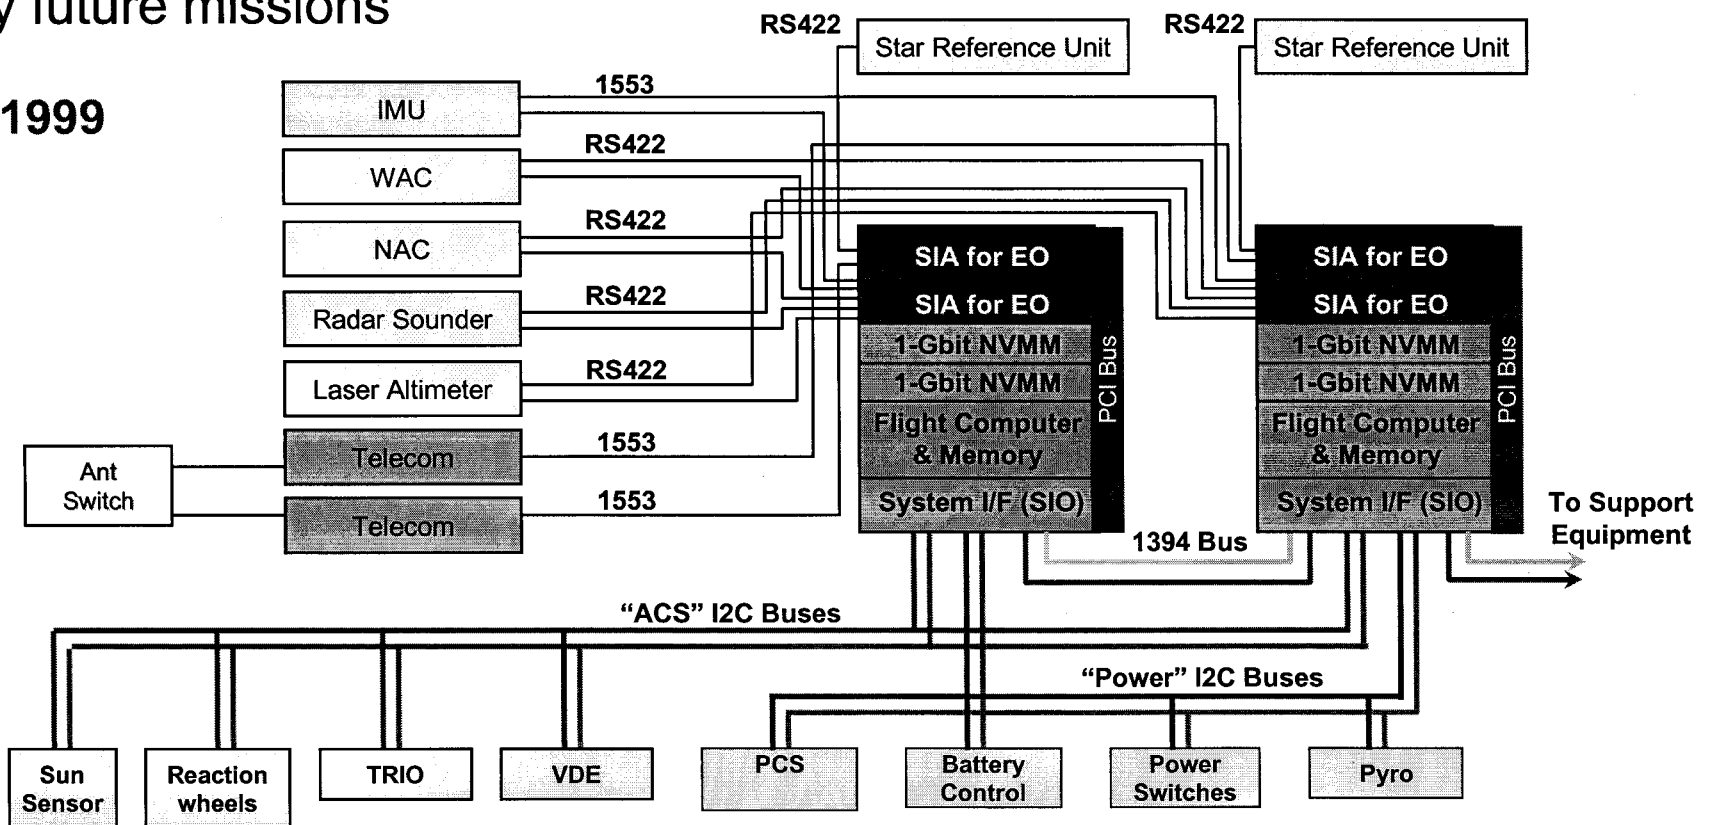 y future missions
1999
RS422
Star Reference Unit
RS422
Star Reference Unit
IMU
1553
WAC
RS422
NAC
RS422
Radar Sounder
RS422
Laser Altimeter
RS422
Telecom
1553
Telecom
1553
Ant
Switch
SIA for EO
SIA for EO
1-Gbit NVMM
1-Gbit NVMM
Flight Computer
& Memory
System I/F (SIO)
PCI Bus
SIA for EO
SIA for EO
1-Gbit NVMM
1-Gbit NVMM
Flight Computer
& Memory
System I/F (SIO)
PCI Bus
1394 Bus
To Support
Equipment
“ACS” I2C Buses
“Power” I2C Buses
Sun
Sensor
Reaction
wheels
TRIO
VDE
PCS
Battery
Control
Power
Switches
Pyro